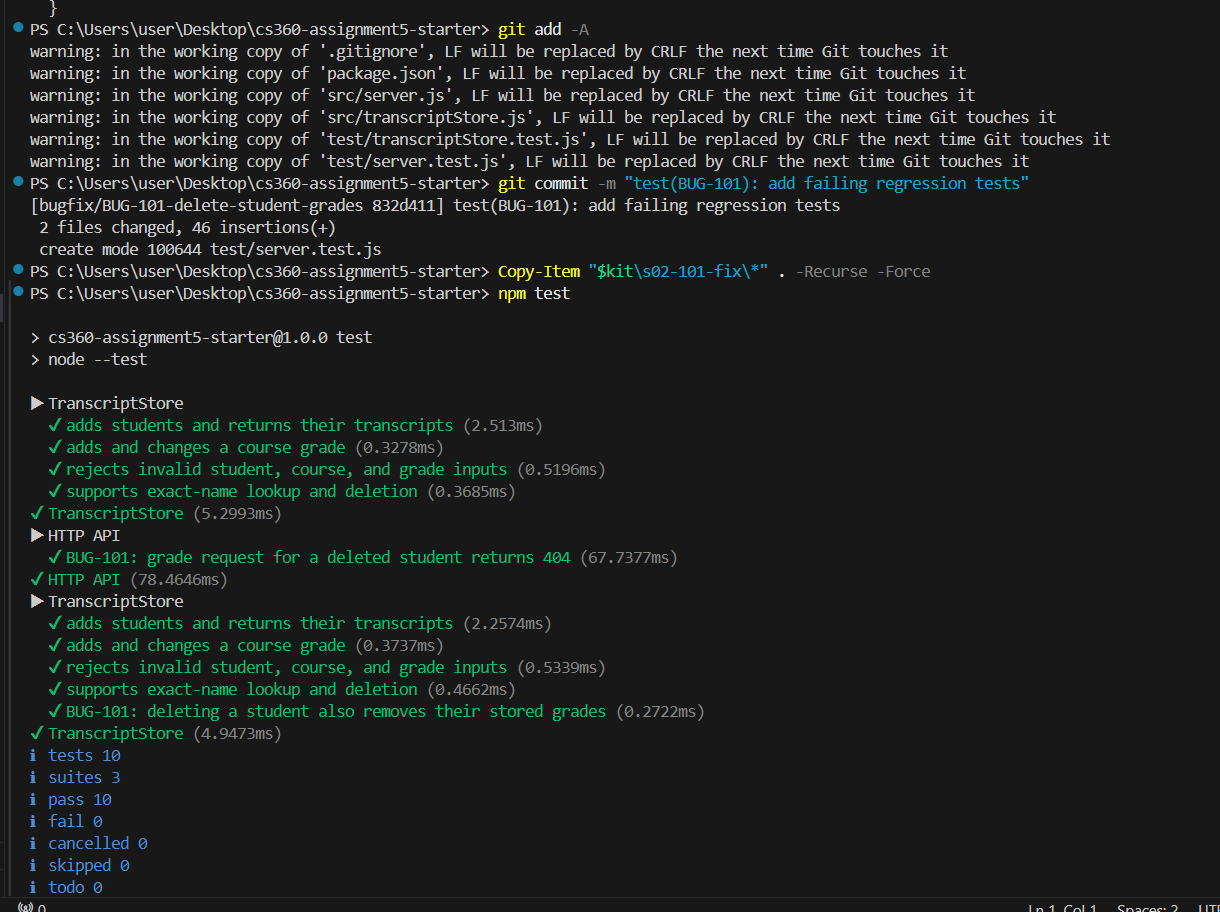 }
PS C:\Users\user\Desktop\cs360-assignment5-starter> git add -A
warning: in the working copy of '.gitignore', LF will be replaced by CRLF the next time Git touches it
warning: in the working copy of 'package.json', LF will be replaced by CRLF the next time Git touches it
warning: in the working copy of 'src/server.js', LF will be replaced by CRLF the next time Git touches it
warning: in the working copy of 'src/transcriptStore.js', LF will be replaced by CRLF the next time Git touches it
warning: in the working copy of 'test/transcriptStore.test.js', LF will be replaced by CRLF the next time Git touches it
warning: in the working copy of 'test/server.test.js', LF will be replaced by CRLF the next time Git touches it
PS C:\Users\user\Desktop\cs360-assignment5-starter> git commit -m "test(BUG-101): add failing regression tests"
[bugfix/BUG-101-delete-student-grades 832d411] test(BUG-101): add failing regression tests
 2 files changed, 46 insertions(+)
 create mode 100644 test/server.test.js
PS C:\Users\user\Desktop\cs360-assignment5-starter> Copy-Item "$kit\s02-101-fix\*" . -Recurse -Force
PS C:\Users\user\Desktop\cs360-assignment5-starter> npm test
> cs360-assignment5-starter@1.0.0 test
> node --test
▶ TranscriptStore
✓ adds students and returns their transcripts (2.513ms)
✓ adds and changes a course grade (0.3278ms)
✓ rejects invalid student, course, and grade inputs (0.5196ms)
✓ supports exact-name lookup and deletion (0.3685ms)
✓ TranscriptStore (5.2993ms)
▶ HTTP API
✓ BUG-101: grade request for a deleted student returns 404 (67.7377ms)
✓ HTTP API (78.4646ms)
▶ TranscriptStore
✓ adds students and returns their transcripts (2.2574ms)
✓ adds and changes a course grade (0.3737ms)
✓ rejects invalid student, course, and grade inputs (0.5339ms)
✓ supports exact-name lookup and deletion (0.4662ms)
✓ BUG-101: deleting a student also removes their stored grades (0.2722ms)
✓ TranscriptStore (4.9473ms)
i tests 10
i suites 3
i pass 10
i fail 0
i cancelled 0
i skipped 0
i todo 0
0 Ln 1, Col 1 Spaces: 2